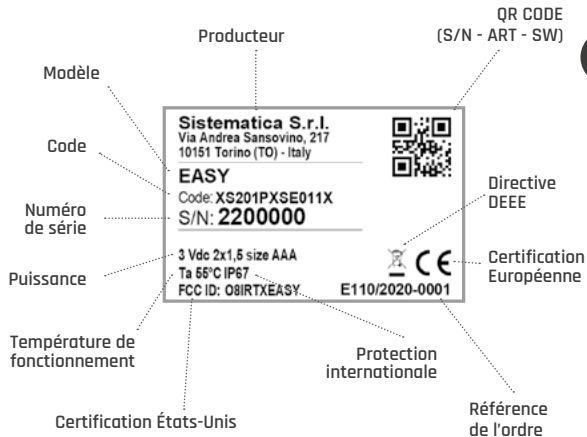 QR CODE
(S/N - ART - SW)
Producteur
Modèle
Code
Numéro
de série
Puissance
Température de
fonctionnement
Certification États-Unis
Sistematica S.r.l.
Via Andrea Sansovino, 217
10151 Torino (TO) - Italy
EASY
Code: XS201PXSE011X
S/N: 2200000
3 Vdc 2x1,5 size AAA
Ta 55°C IP67
FCC ID: O8IRTXEASY
E110/2020-0001
CE
Directive
DEEE
Certification
Européenne
Protection
internationale
Référence
de l'ordre